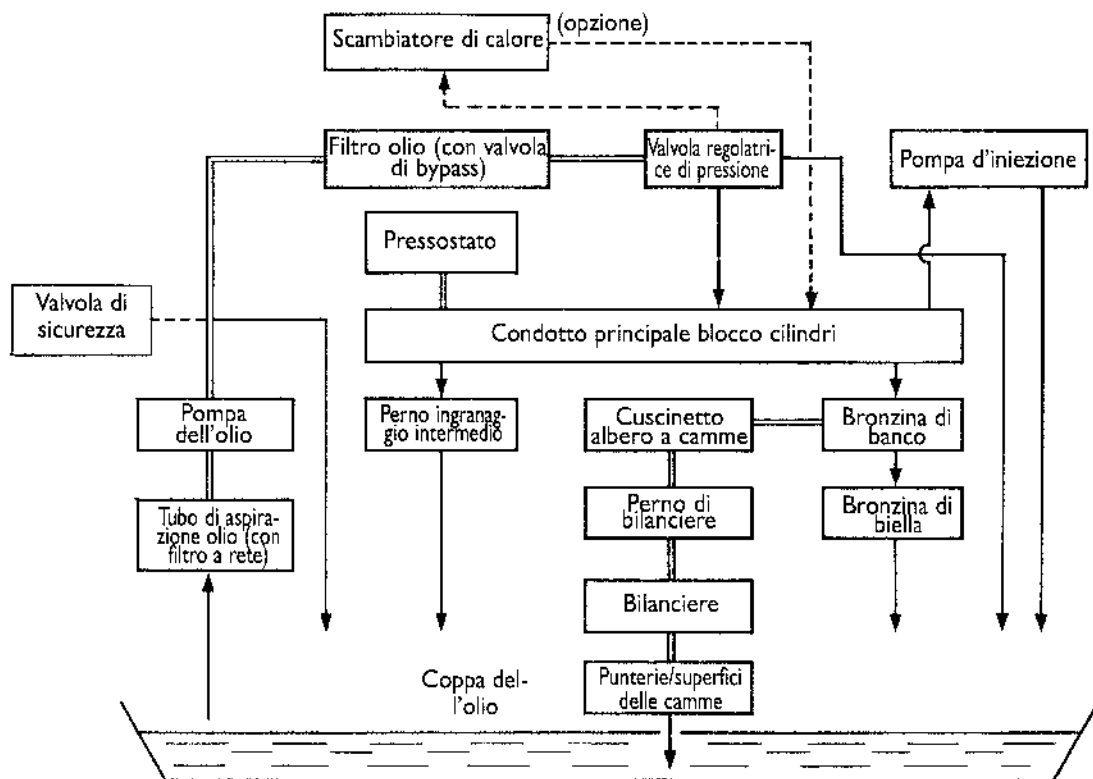 Scambiatore di calore
(opzione)
Filtro olio (con valvola
di bypass)
Valvola regolatri-
ce di pressione
Pompa d'iniezione
Pressostato
Valvola di
sicurezza
Condotto principale blocco cilindri
Pompa
dell'olio
Perno ingranag-
gio intermedio
Cuscinetto
albero a camme
Bronzina di
banco
Tubo di aspira-
zione olio (con
filtro a rete)
Perno di
bilanciere
Bronzina di
biella
Bilanciere
Coppa del-
l'olio
Punterie/superfici
delle camme